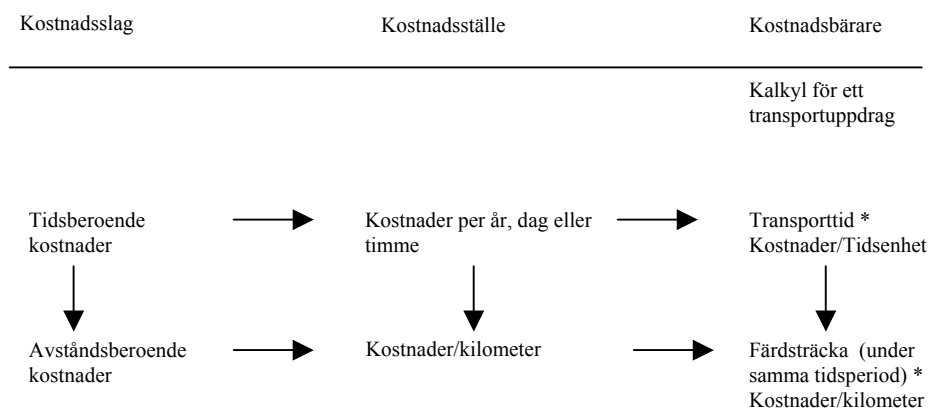 Kostnadsslag
Kostnadsställe
Kostnadsbärare
Kalkyl för ett
transportuppdrag
Tidsberoende
kostnader
Kostnader per år, dag eller
timme
Transporttid *
Kostnader/Tidsenhet
Avståndsberoende
kostnader
Kostnader/kilometer
Färdsträcka (under
samma tidsperiod) *
Kostnader/kilometer